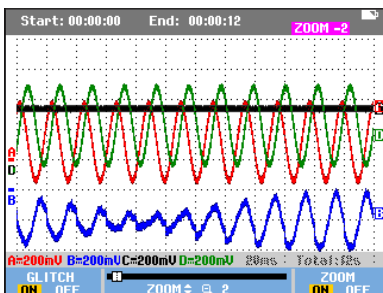 Start: 00:00:00 End: 00:00:12
ZOOM -2
A
D
B
D
B
A=200mV B=200mV C=200mV D=200mV 20ms Total:12s
GLITCH
ON OFF
ZOOM 2
ZOOM
ON OFF